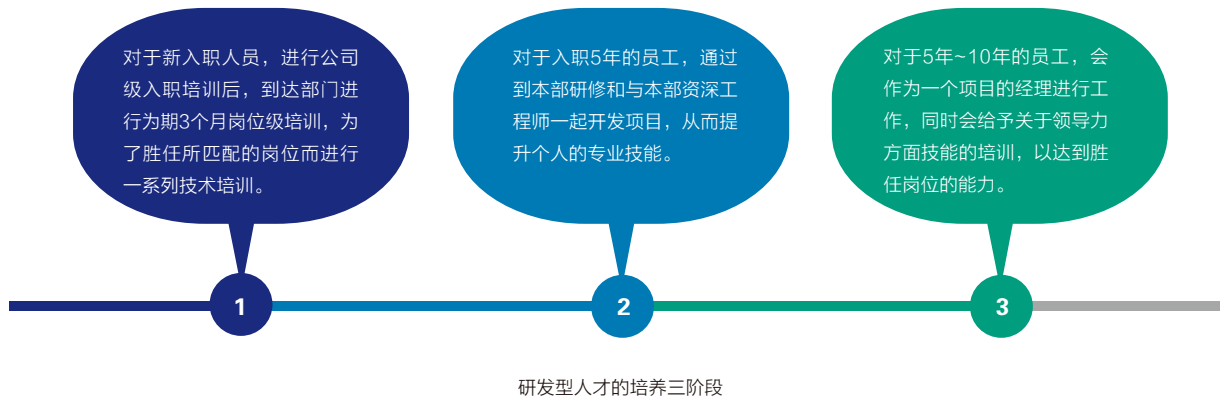 对于新入职人员，进行公司
级入职培训后，到达部门进
行为期3个月岗位级培训，为
了胜任所匹配的岗位而进行
一系列技术培训。
对于入职5年的员工，通过
到本部研修和与本部资深工
程师一起开发项目，从而提
升个人的专业技能。
对于5年~10年的员工，会
作为一个项目的经理进行工
作，同时会给予关于领导力
方面技能的培训，以达到胜
任岗位的能力。
1
2
3
研发型人才的培养三阶段